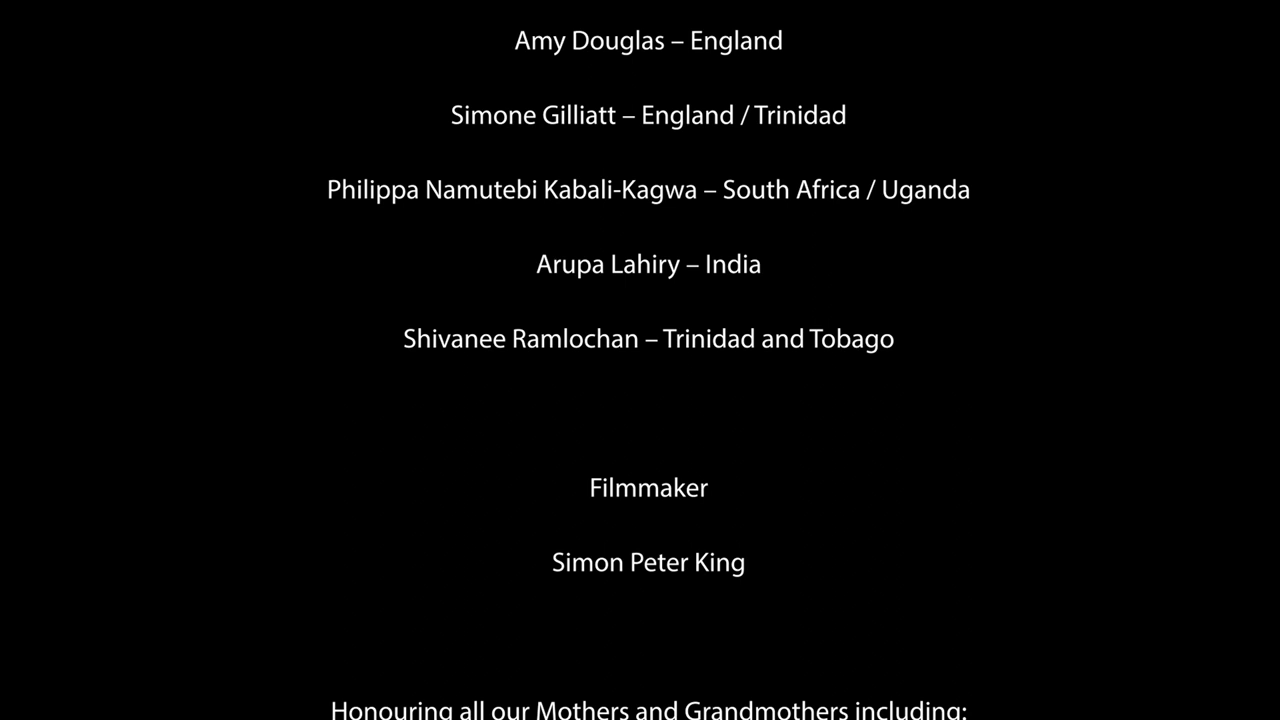 Amy Douglas – England
Simone Gilliatt – England / Trinidad
Philippa Namutebi Kabali-Kagwa – South Africa / Uganda
Arupa Lahiry – India
Shivanee Ramlochan – Trinidad and Tobago
Filmmaker
Simon Peter King
Honouring all our Mothers and Grandmothers including: